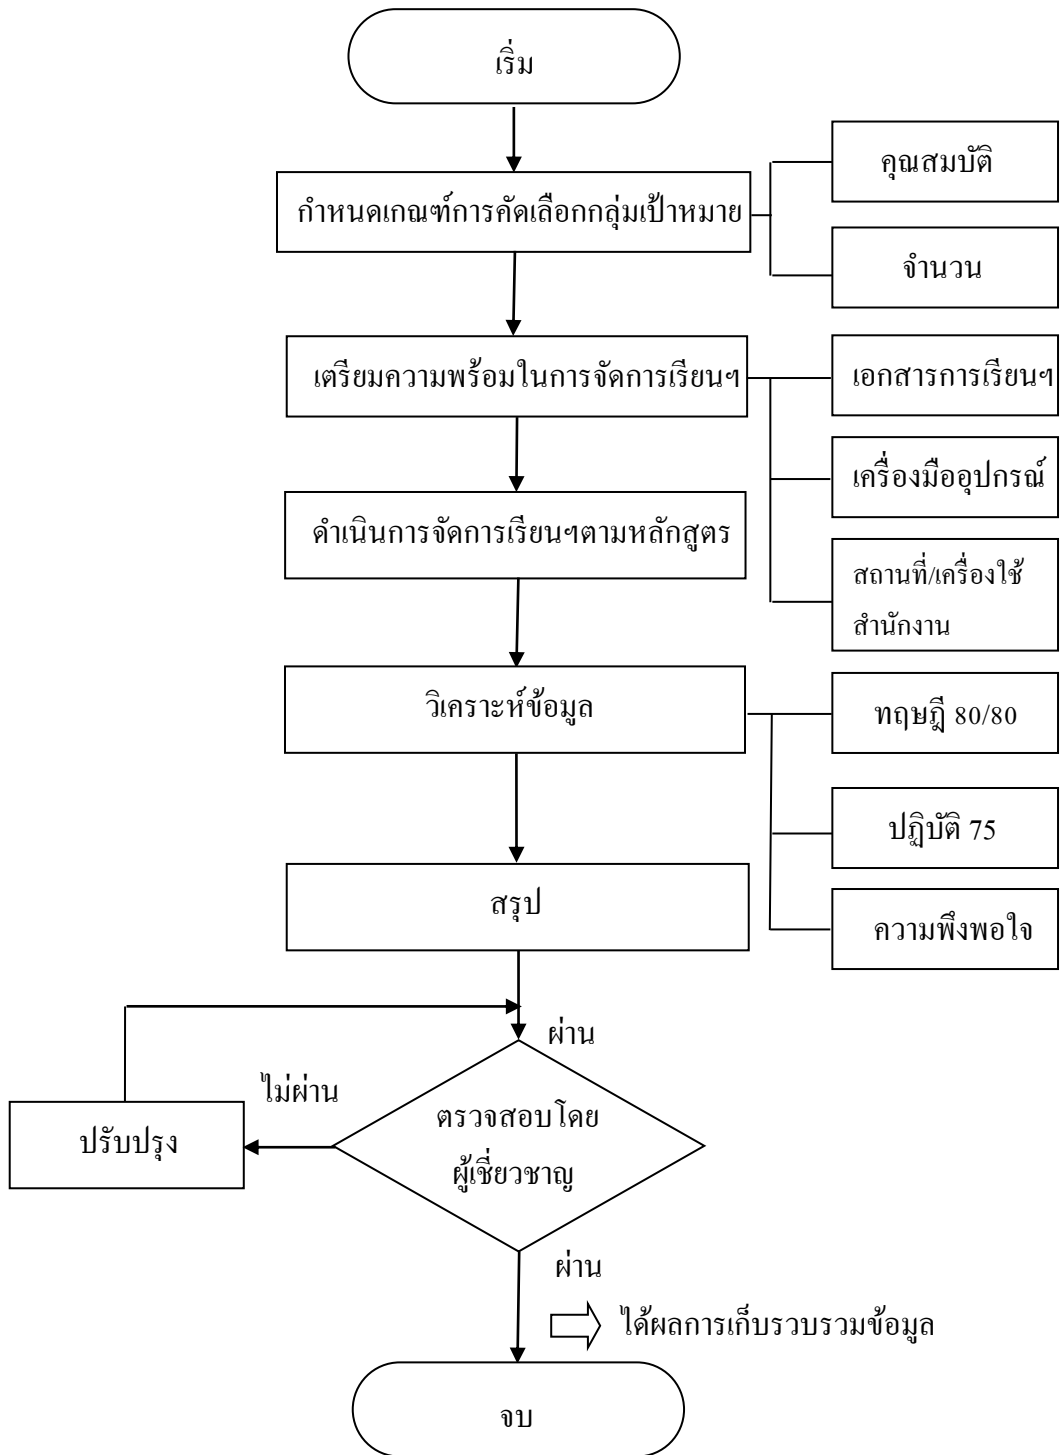 เริ่ม
กำหนดเกณฑ์การคัดเลือกกลุ่มเป้าหมาย
คุณสมบัติ
จำนวน
เตรียมความพร้อมในการจัดการเรียนฯ
เอกสารการเรียนฯ
เครื่องมืออุปกรณ์
สถานที่/เครื่องใช้
สำนักงาน
ดำเนินการจัดการเรียนฯตามหลักสูตร
วิเคราะห์ข้อมูล
ทฤษฎี 80/80
ปฏิบัติ 75
ความพึงพอใจ
สรุป
ผ่าน
ไม่ผ่าน
ปรับปรุง
ตรวจสอบโดย
ผู้เชี่ยวชาญ
ผ่าน
ได้ผลการเก็บรวบรวมข้อมูล
จบ